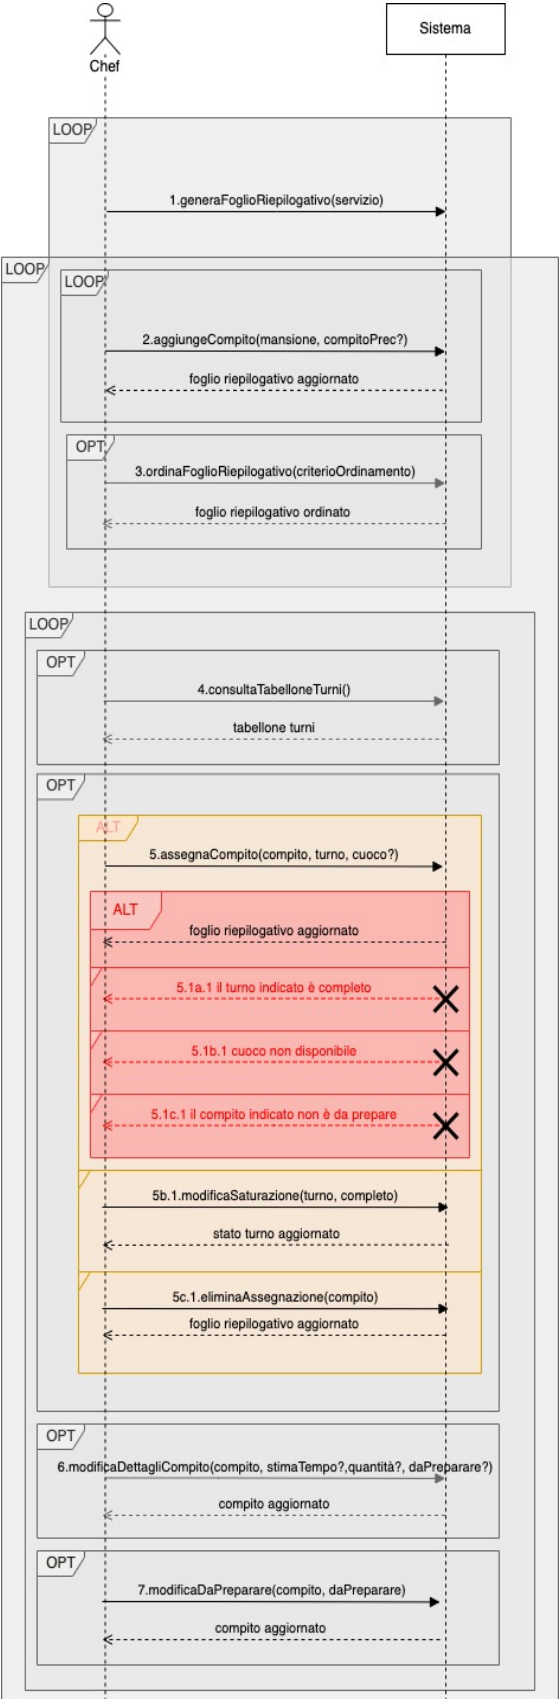 Chef
Sistema
LOOP
1.generaFoglioRiepilogativo(servizio)
LOOP
LOOP
2.aggiungeCompito(mansione, compitoPrec?)
foglio riepilogativo aggiornato
OPT
3.ordinaFoglioRiepilogativo(criterioOrdinamento)
foglio riepilogativo ordinato
LOOP
OPT
4.consultaTabelloneTurni()
tabellone turni
OPT
ALT
5.assegnaCompito(compito, turno, cuoco?)
ALT
foglio riepilogativo aggiornato
5.1a.1 il turno indicato è completo
5.1b.1 cuoco non disponibile
5.1c.1 il compito indicato non è da prepare
5b.1.modificaSaturazione(turno, completo)
stato turno aggiornato
5c.1.eliminaAssegnazione(compito)
foglio riepilogativo aggiornato
OPT
6.modificaDettagliCompito(compito, stimaTempo?,quantità?, daPreparare?)
compito aggiornato
OPT
7.modificaDaPreparare(compito, daPreparare)
compito aggiornato